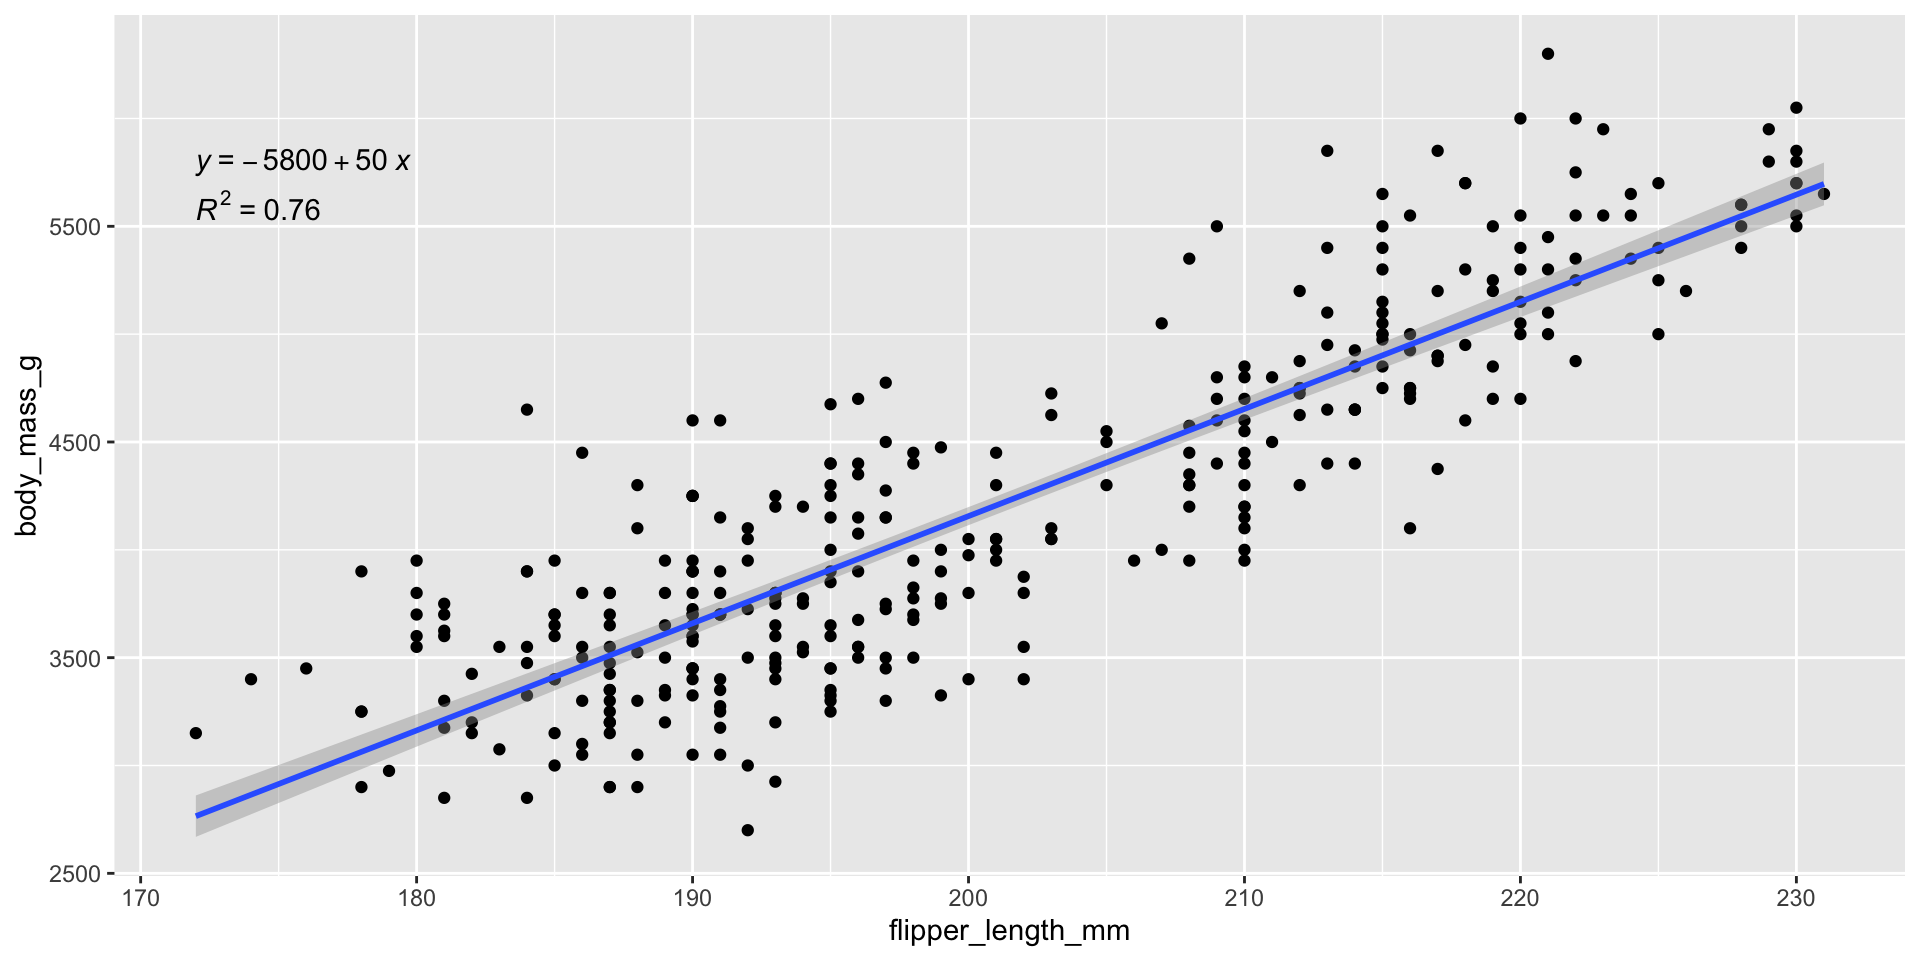 y = − 5800 + 50 x
R² = 0.76
5500
4500
3500
2500
body_mass_g
170 180 190 200 210 220 230
flipper_length_mm